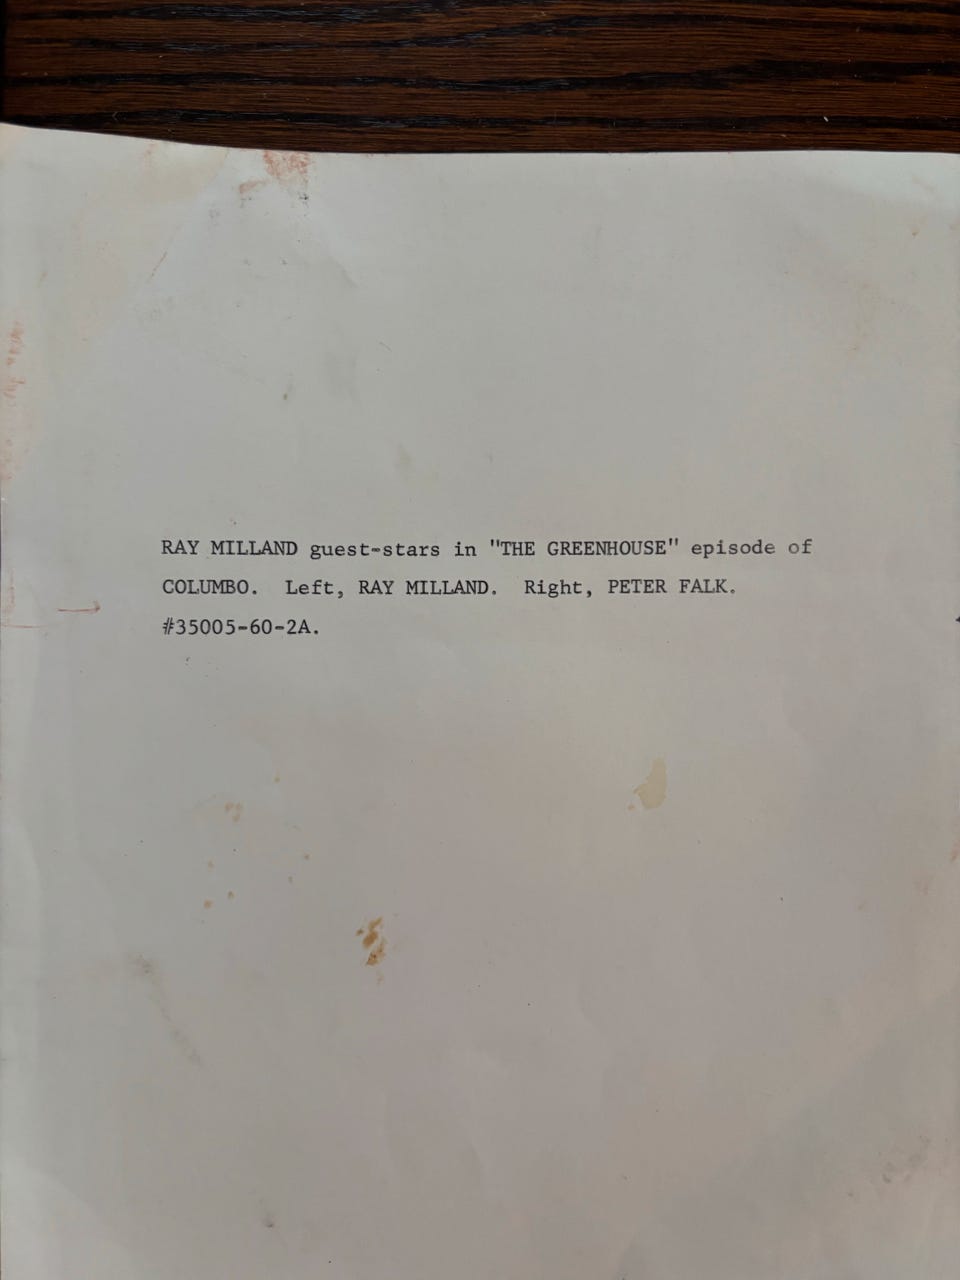 RAY MILLAND guest-stars in "THE GREENHOUSE" episode of
COLUMBO. Left, RAY MILLAND. Right, PETER FALK.
#35005-60-2A.